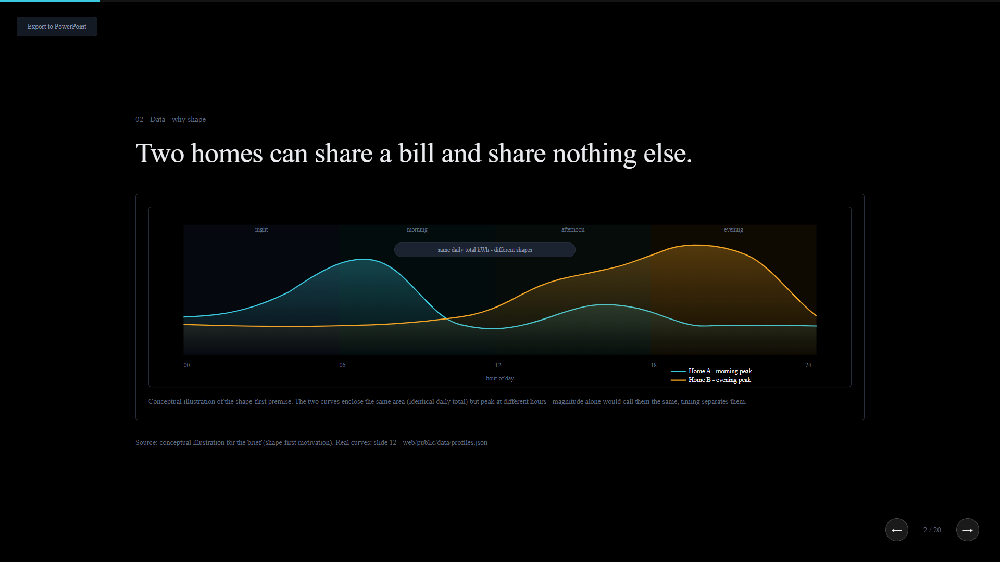 Export to PowerPoint
02 - Data - why shape
Two homes can share a bill and share nothing else.
night
morning
afternoon
evening
same daily total kWh - different shapes
00
06
12
18
24
hour of day
Home A - morning peak
Home B - evening peak
Conceptual illustration of the shape-first premise. The two curves enclose the same area (identical daily total) but peak at different hours - magnitude alone would call them the same, timing separates them.
Source: conceptual illustration for the brief (shape-first motivation). Real curves: slide 12 - web/public/data/profiles.json
←
2 / 20
→